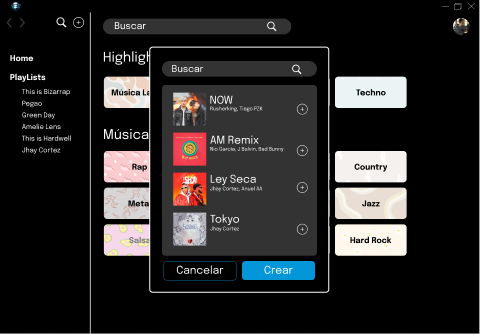 Buscar
Home
PlayLists
This is Bizarrap
Pegao
Green Day
Amelie Lens
This is Hardwell
Jhay Cortez
Highligh
Música La
Techno
Música
Rap
Country
Meta
Jazz
Salsa
Hard Rock
Buscar
NOW
Rusherking, Tiago PZK
AM Remix
Nio Garcia, J Balvin, Bad Bunny
Ley Seca
Jhay Cortez, Anuel AA
Tokyo
Jhay Cortez
Cancelar
Crear